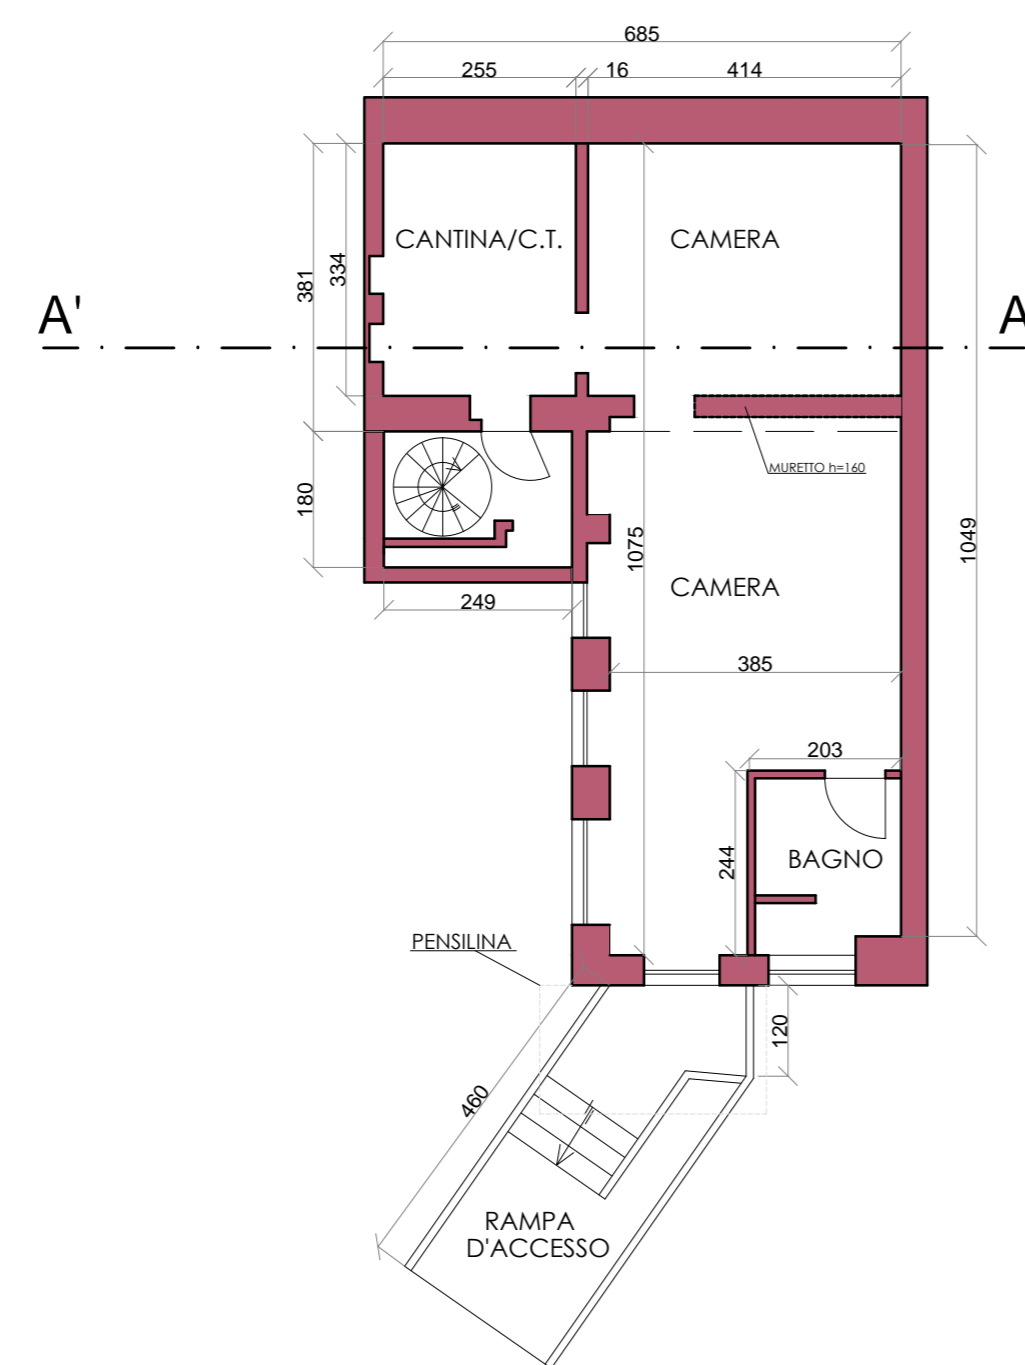 685
255 16 414
CANTINA/C.T. CAMERA
334
381
A' A
MURETTO h=160
180
1075
1049
CAMERA
249
385
203
BAGNO
244
PENSILINA
120
460
RAMPA
D'ACCESSO